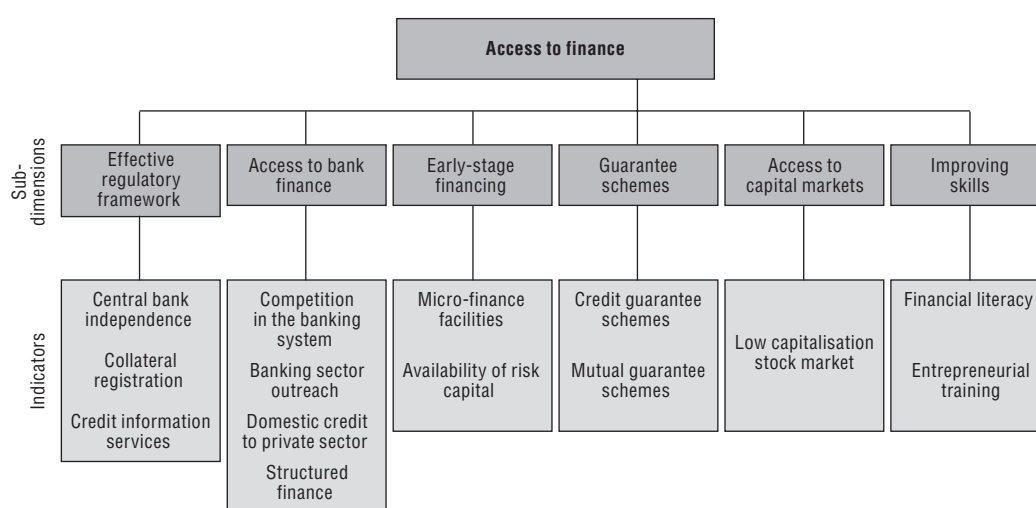 Access to finance
Sub-
dimensions
Effective
regulatory
framework
Access to bank
finance
Early-stage
financing
Guarantee
schemes
Access to
capital markets
Improving
skills
Indicators
Central bank
independence
Collateral
registration
Credit information
services
Competition
in the banking
system
Banking sector
outreach
Domestic credit
to private sector
Structured
finance
Micro-finance
facilities
Availability of risk
capital
Credit guarantee
schemes
Mutual guarantee
schemes
Low capitalisation
stock market
Financial literacy
Entrepreneurial
training